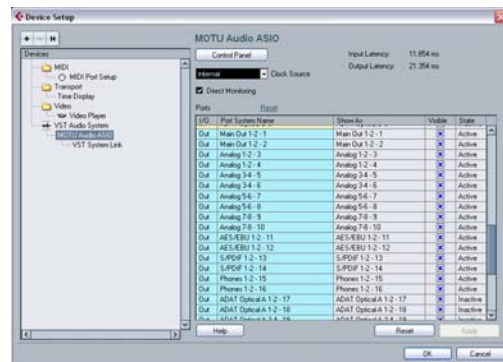 Device Setup
+ - |◄
Devices
MIDI
MIDI Port Setup
Transport
Time Display
Video
Video Player
VST Audio System
MOTU Audio ASIO
VST System Link
MOTU Audio ASIO
Control Panel Input Latency: 11.854 ms
Output Latency: 21.354 ms
Internal Clock Source
Direct Monitoring
Ports Reset
I/O Port System Name Show As Visible State
Out Main Out 1-2 - 1 Main Out 1-2 - 1 Active
Out Main Out 1-2 - 2 Main Out 1-2 - 2 Active
Out Analog 1-2 - 3 Analog 1-2 - 3 Active
Out Analog 1-2 - 4 Analog 1-2 - 4 Active
Out Analog 3-4 - 5 Analog 3-4 - 5 Active
Out Analog 3-4 - 6 Analog 3-4 - 6 Active
Out Analog 5-6 - 7 Analog 5-6 - 7 Active
Out Analog 5-6 - 8 Analog 5-6 - 8 Active
Out Analog 7-8 - 9 Analog 7-8 - 9 Active
Out Analog 7-8 - 10 Analog 7-8 - 10 Active
Out AES/EBU 1-2 - 11 AES/EBU 1-2 - 11 Active
Out AES/EBU 1-2 - 12 AES/EBU 1-2 - 12 Active
Out S/PDIF 1-2 - 13 S/PDIF 1-2 - 13 Active
Out S/PDIF 1-2 - 14 S/PDIF 1-2 - 14 Active
Out Phones 1-2 - 15 Phones 1-2 - 15 Active
Out Phones 1-2 - 16 Phones 1-2 - 16 Active
Out ADAT Optical A 1-2 - 17 ADAT Optical A 1-2 - 17 Inactive
Out ADAT Optical A 1-2 - 18 ADAT Optical A 1-2 - 18 Inactive
Help Reset Apply
OK Cancel